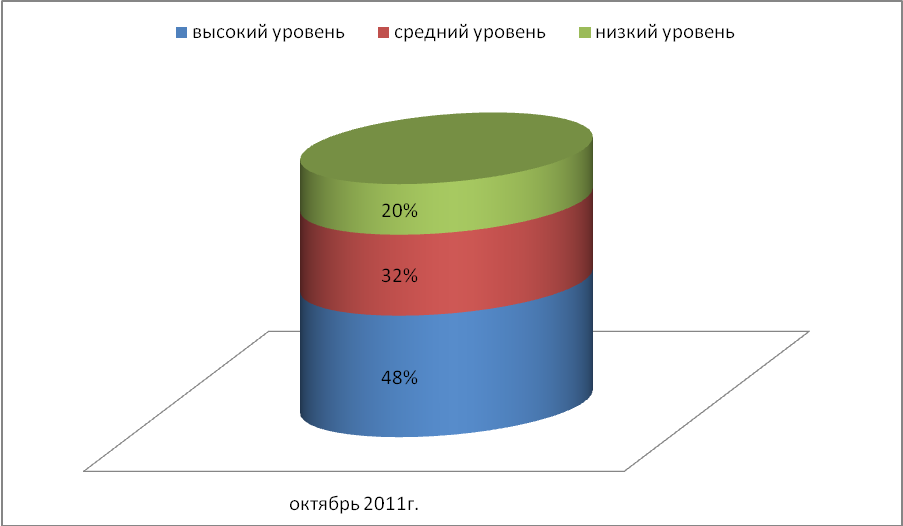 высокий уровень средний уровень низкий уровень
20%
32%
48%
октябрь 2011г.